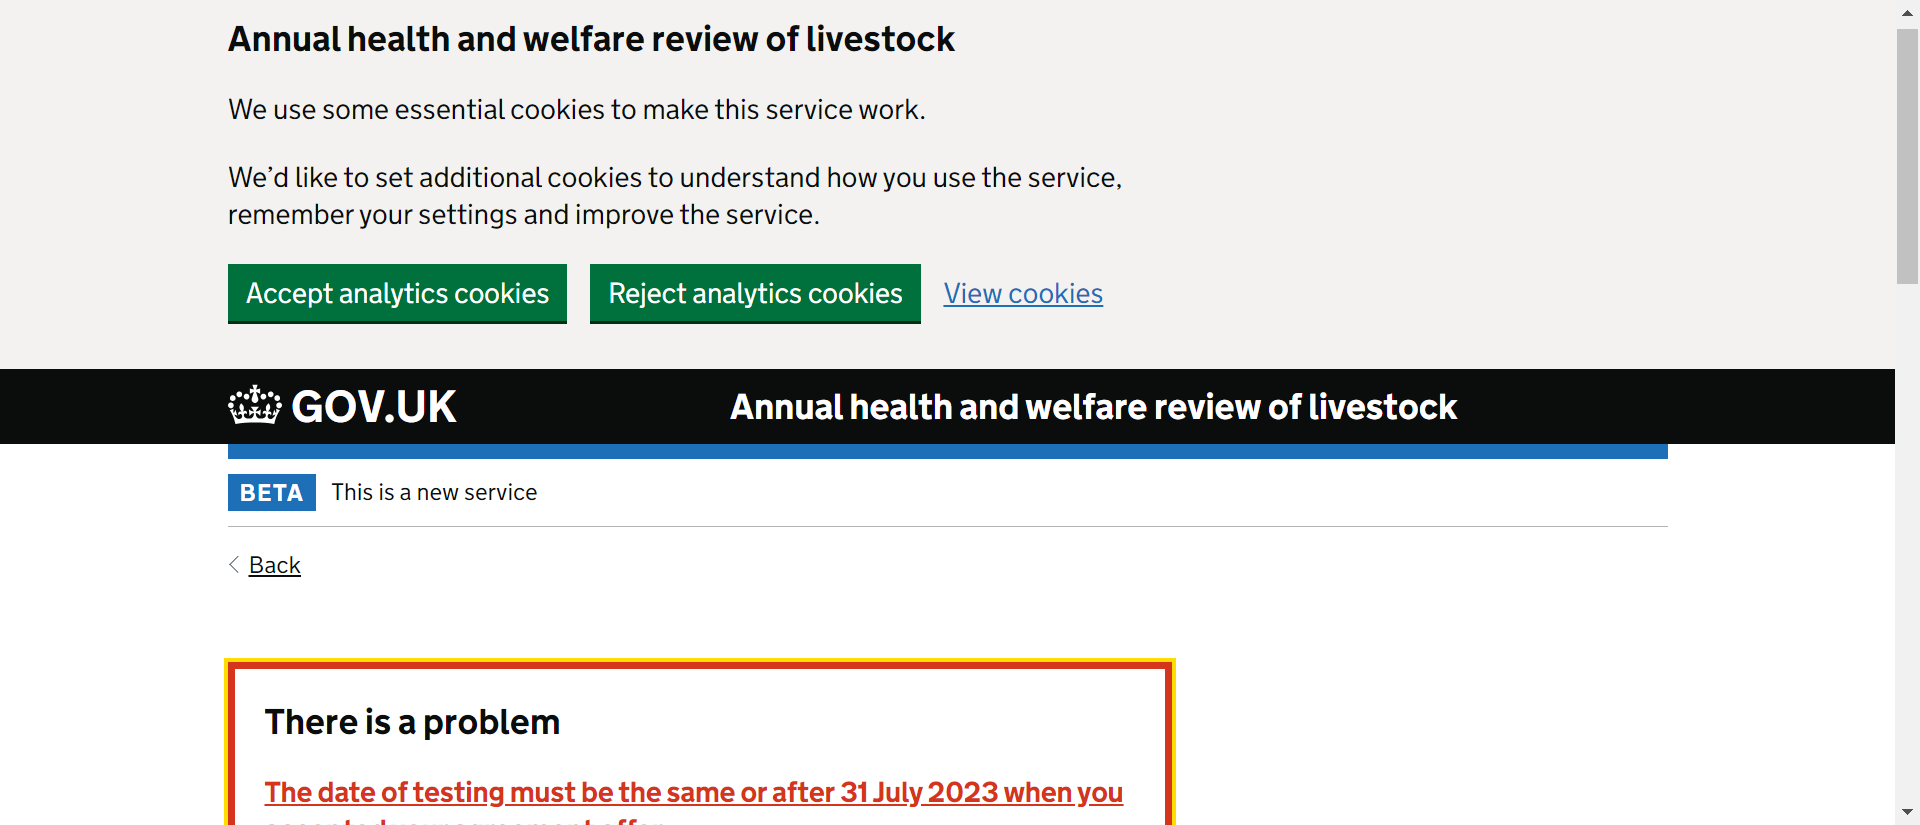 Annual health and welfare review of livestock
We use some essential cookies to make this service work.
We’d like to set additional cookies to understand how you use the service,
remember your settings and improve the service.
Accept analytics cookies Reject analytics cookies View cookies
GOV.UK Annual health and welfare review of livestock
BETA This is a new service
Back
There is a problem
The date of testing must be the same or after 31 July 2023 when you